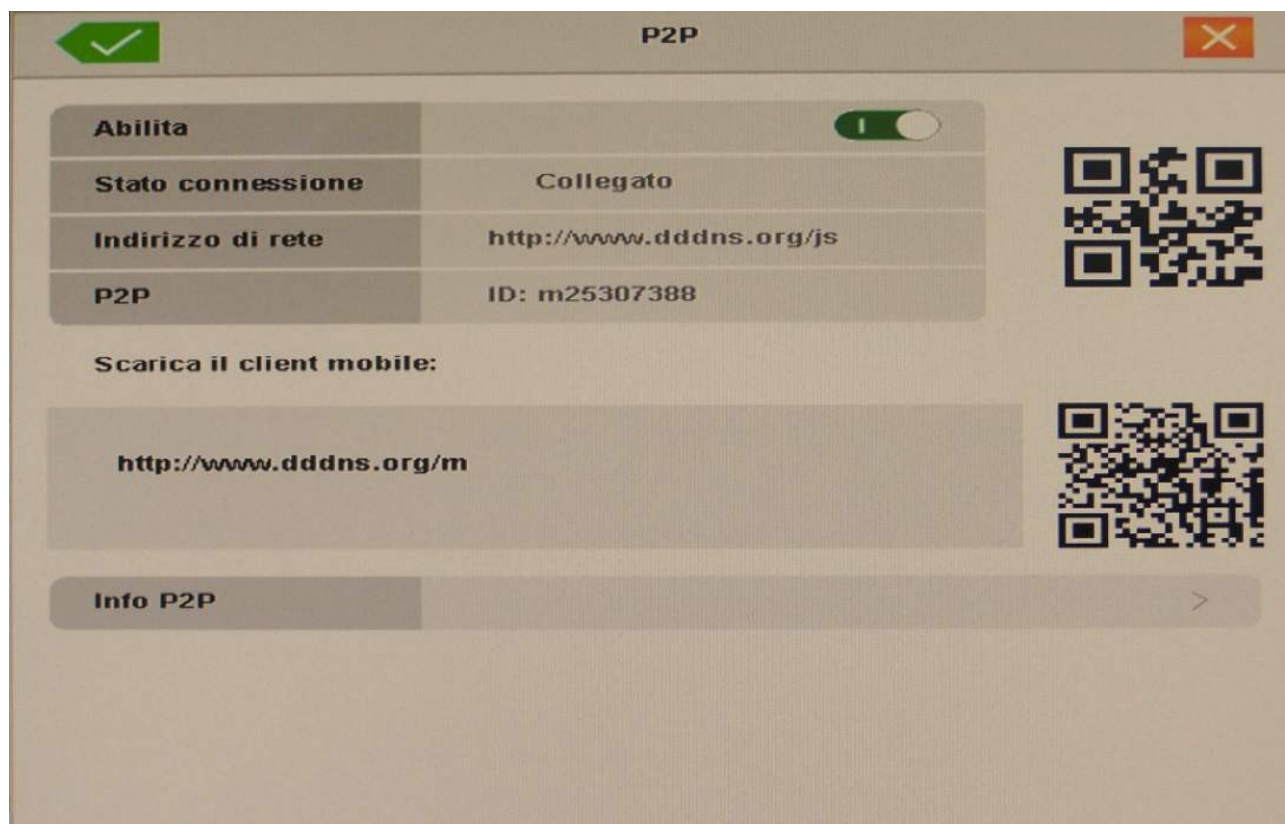 P2P
Abilita
Stato connessione Collegato
Indirizzo di rete http://www.dddns.org/js
P2P ID: m25307388
Scarica il client mobile:
http://www.dddns.org/m
Info P2P >